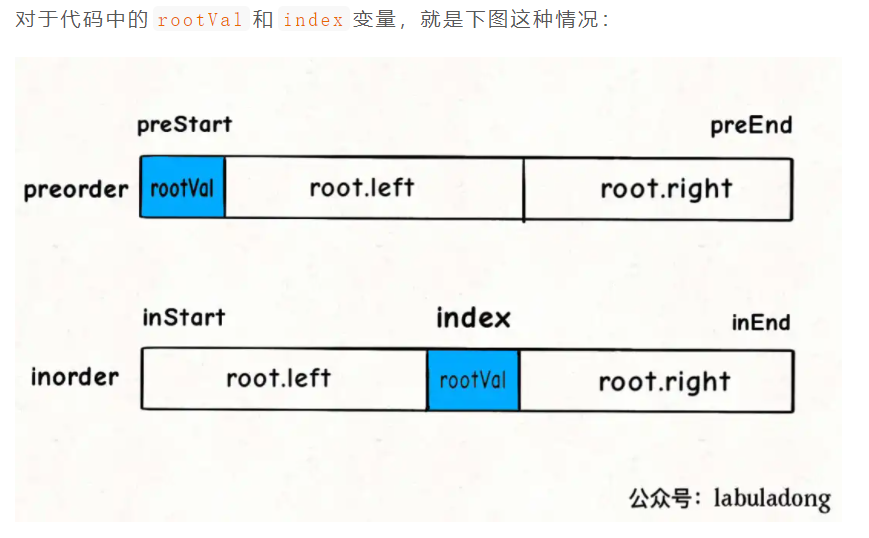 对于代码中的 rootVal 和 index 变量，就是下图这种情况：
preStart preEnd
preorder rootVal root.left root.right
inStart index inEnd
inorder root.left rootVal root.right
公众号：labuladong